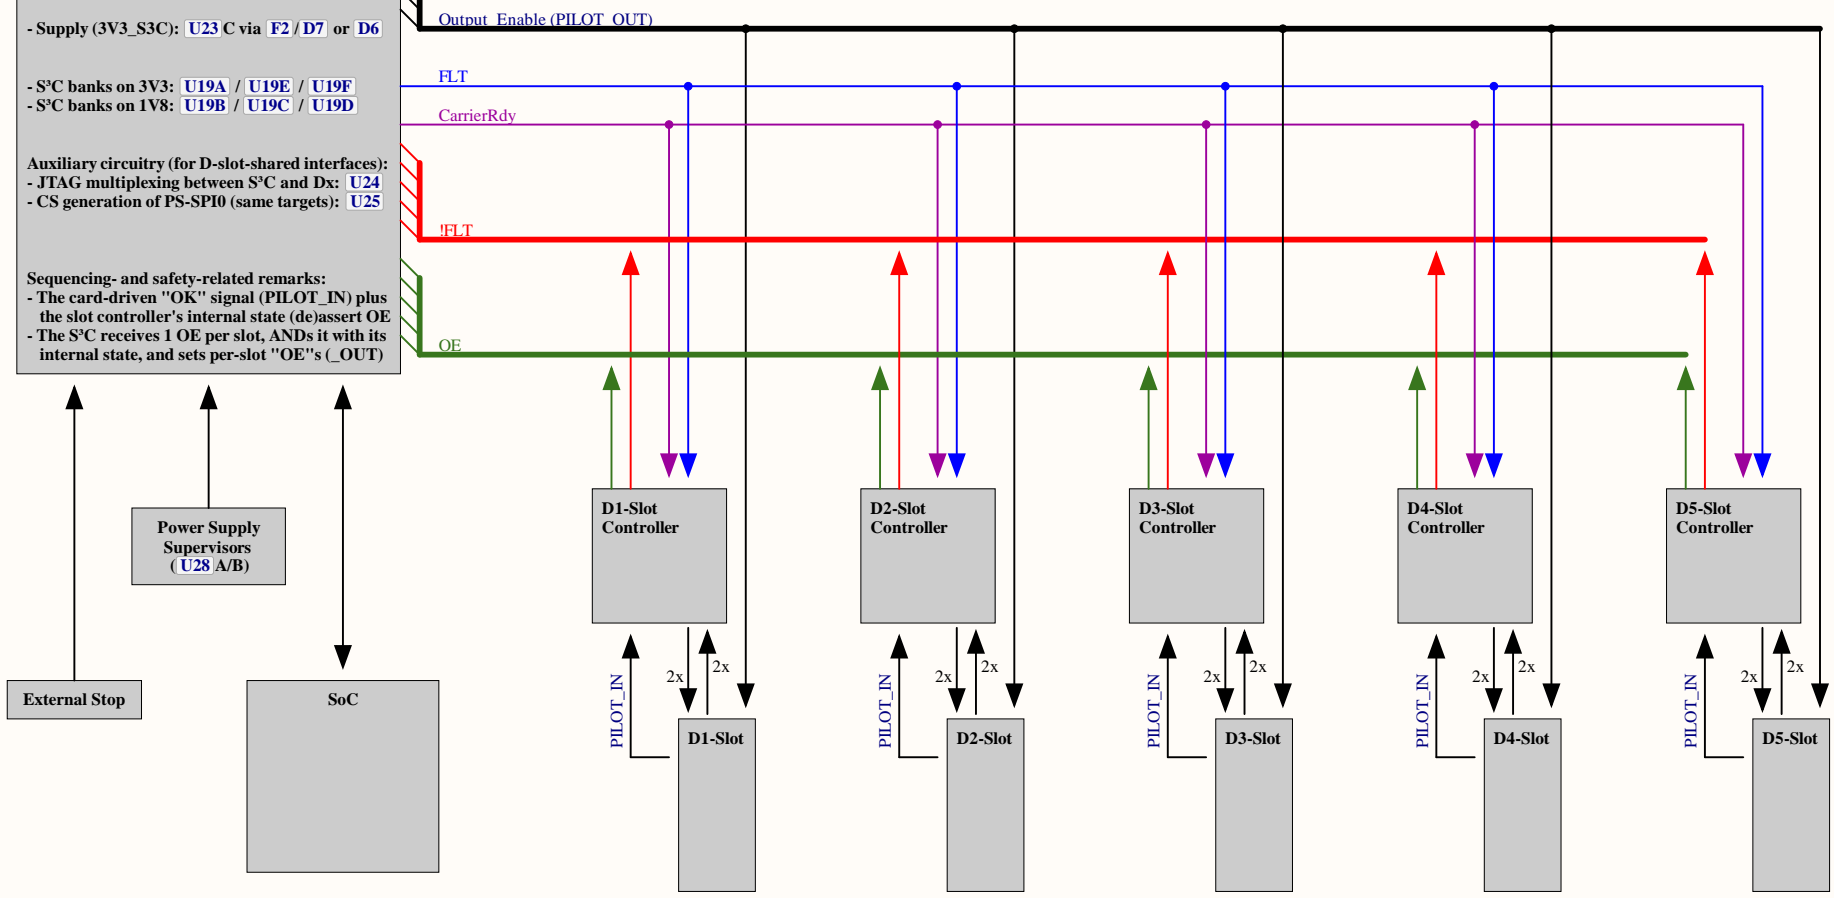 - Supply (3V3_S3C): U23 C via F2 / D7 or D6
- S³C banks on 3V3: U19A / U19E / U19F
- S³C banks on 1V8: U19B / U19C / U19D
Auxiliary circuitry (for D-slot-shared interfaces):
- JTAG multiplexing between S³C and Dx: U24
- CS generation of PS-SPI0 (same targets): U25
Sequencing- and safety-related remarks:
- The card-driven "OK" signal (PILOT_IN) plus
the slot controller's internal state (de)assert OE
- The S³C receives 1 OE per slot, ANDs it with its
internal state, and sets per-slot "OE"s (_OUT)
Output_Enable (PILOT_OUT)
FLT
CarrierRdy
!FLT
OE
Power Supply
Supervisors
(U28 A/B)
External Stop
SoC
D1-Slot
Controller
D2-Slot
Controller
D3-Slot
Controller
D4-Slot
Controller
D5-Slot
Controller
PILOT_IN
2x
2x
PILOT_IN
2x
2x
PILOT_IN
2x
2x
PILOT_IN
2x
2x
PILOT_IN
2x
2x
D1-Slot
D2-Slot
D3-Slot
D4-Slot
D5-Slot